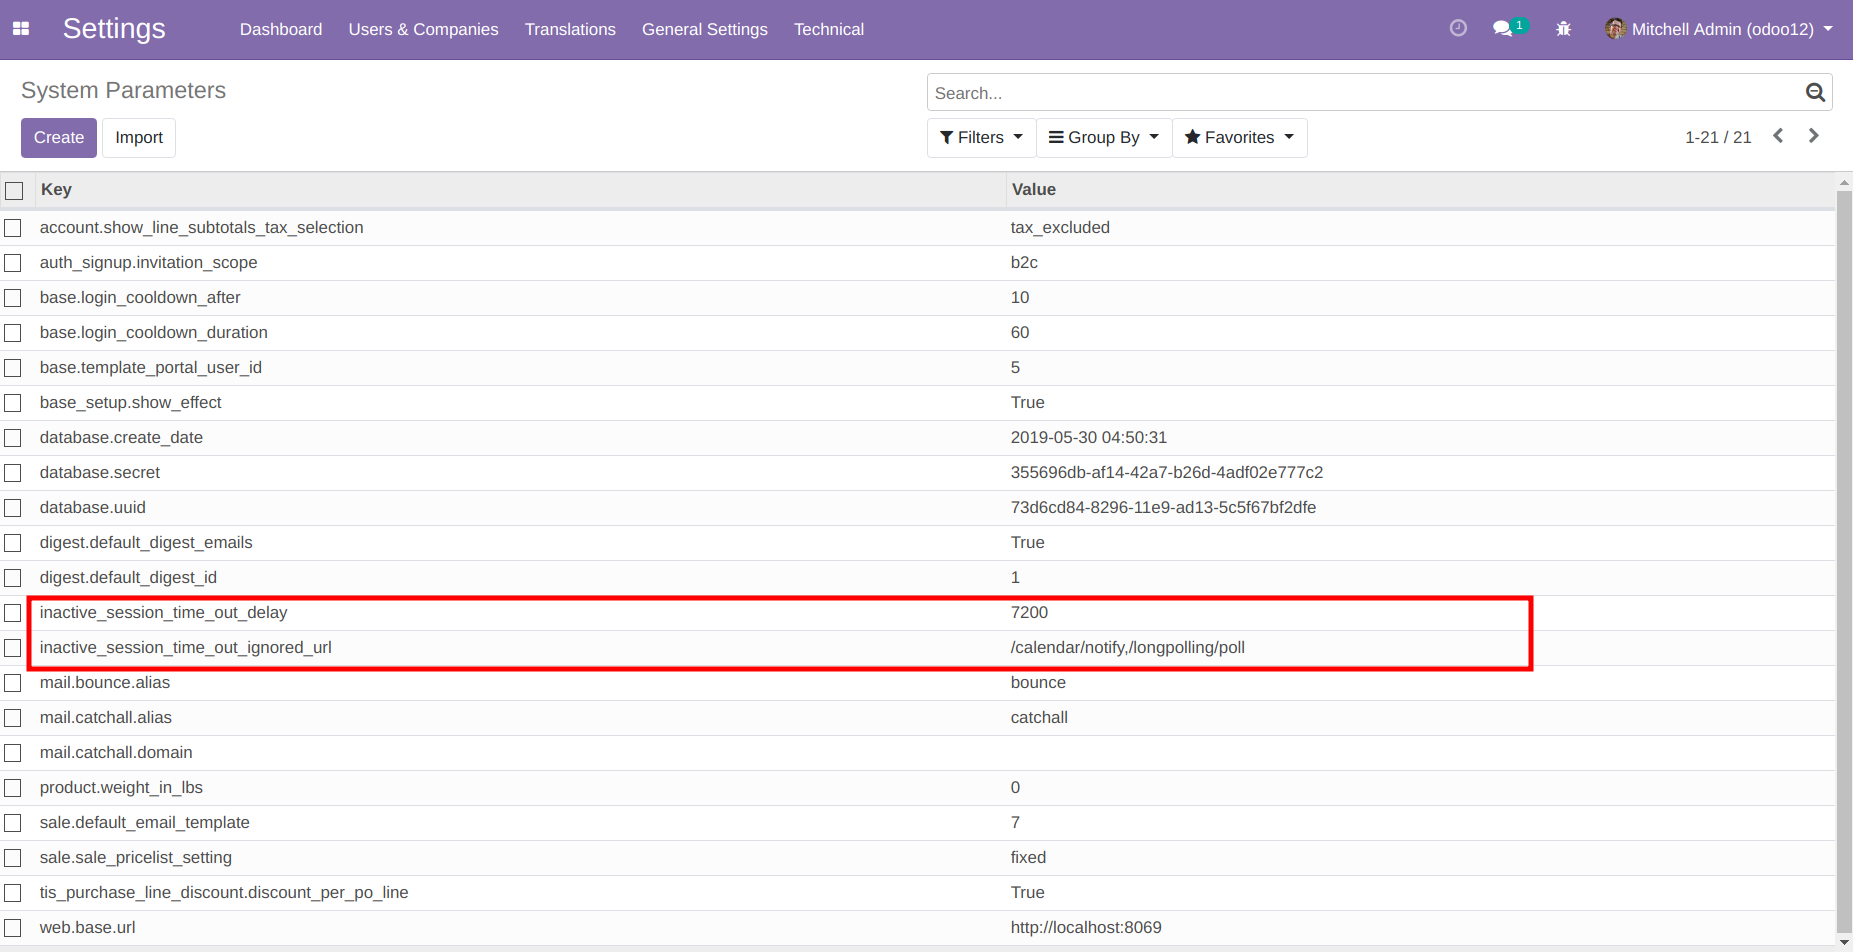 Settings Dashboard Users & Companies Translations General Settings Technical 1 Mitchell Admin (odoo12)
System Parameters Search...
Create Import Filters Group By Favorites 1-21 / 21
Key Value
account.show_line_subtotals_tax_selection tax_excluded
auth_signup.invitation_scope b2c
base.login_cooldown_after 10
base.login_cooldown_duration 60
base.template_portal_user_id 5
base_setup.show_effect True
database.create_date 2019-05-30 04:50:31
database.secret 355696db-af14-42a7-b26d-4adf02e777c2
database.uuid 73d6cd84-8296-11e9-ad13-5c5f67bf2dfe
digest.default_digest_emails True
digest.default_digest_id 1
inactive_session_time_out_delay 7200
inactive_session_time_out_ignored_url /calendar/notify,/longpolling/poll
mail.bounce.alias bounce
mail.catchall.alias catchall
mail.catchall.domain
product.weight_in_lbs 0
sale.default_email_template 7
sale.sale_pricelist_setting fixed
tis_purchase_line_discount.discount_per_po_line True
web.base.url http://localhost:8069